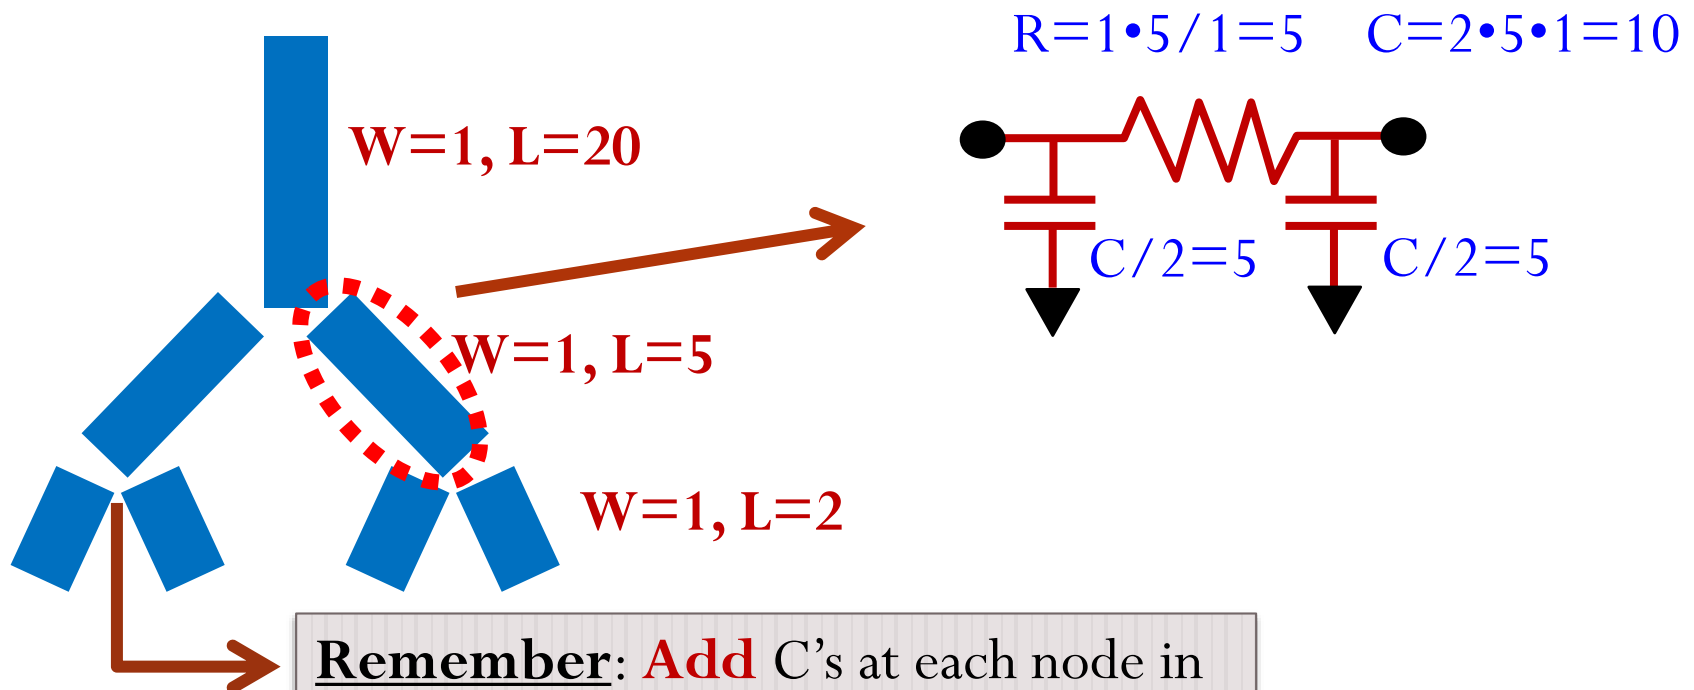 R=1•5/1=5 C=2•5•1=10
W=1, L=20
C/2=5 C/2=5
W=1, L=5
W=1, L=2
Remember: Add C’s at each node in